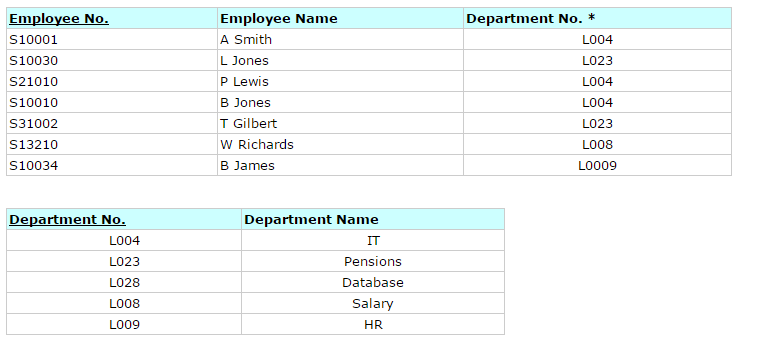 Employee No. Employee Name Department No. *
S10001 A Smith L004
S10030 L Jones L023
S21010 P Lewis L004
S10010 B Jones L004
S31002 T Gilbert L023
S13210 W Richards L008
S10034 B James L0009
Department No. Department Name
L004 IT
L023 Pensions
L028 Database
L008 Salary
L009 HR